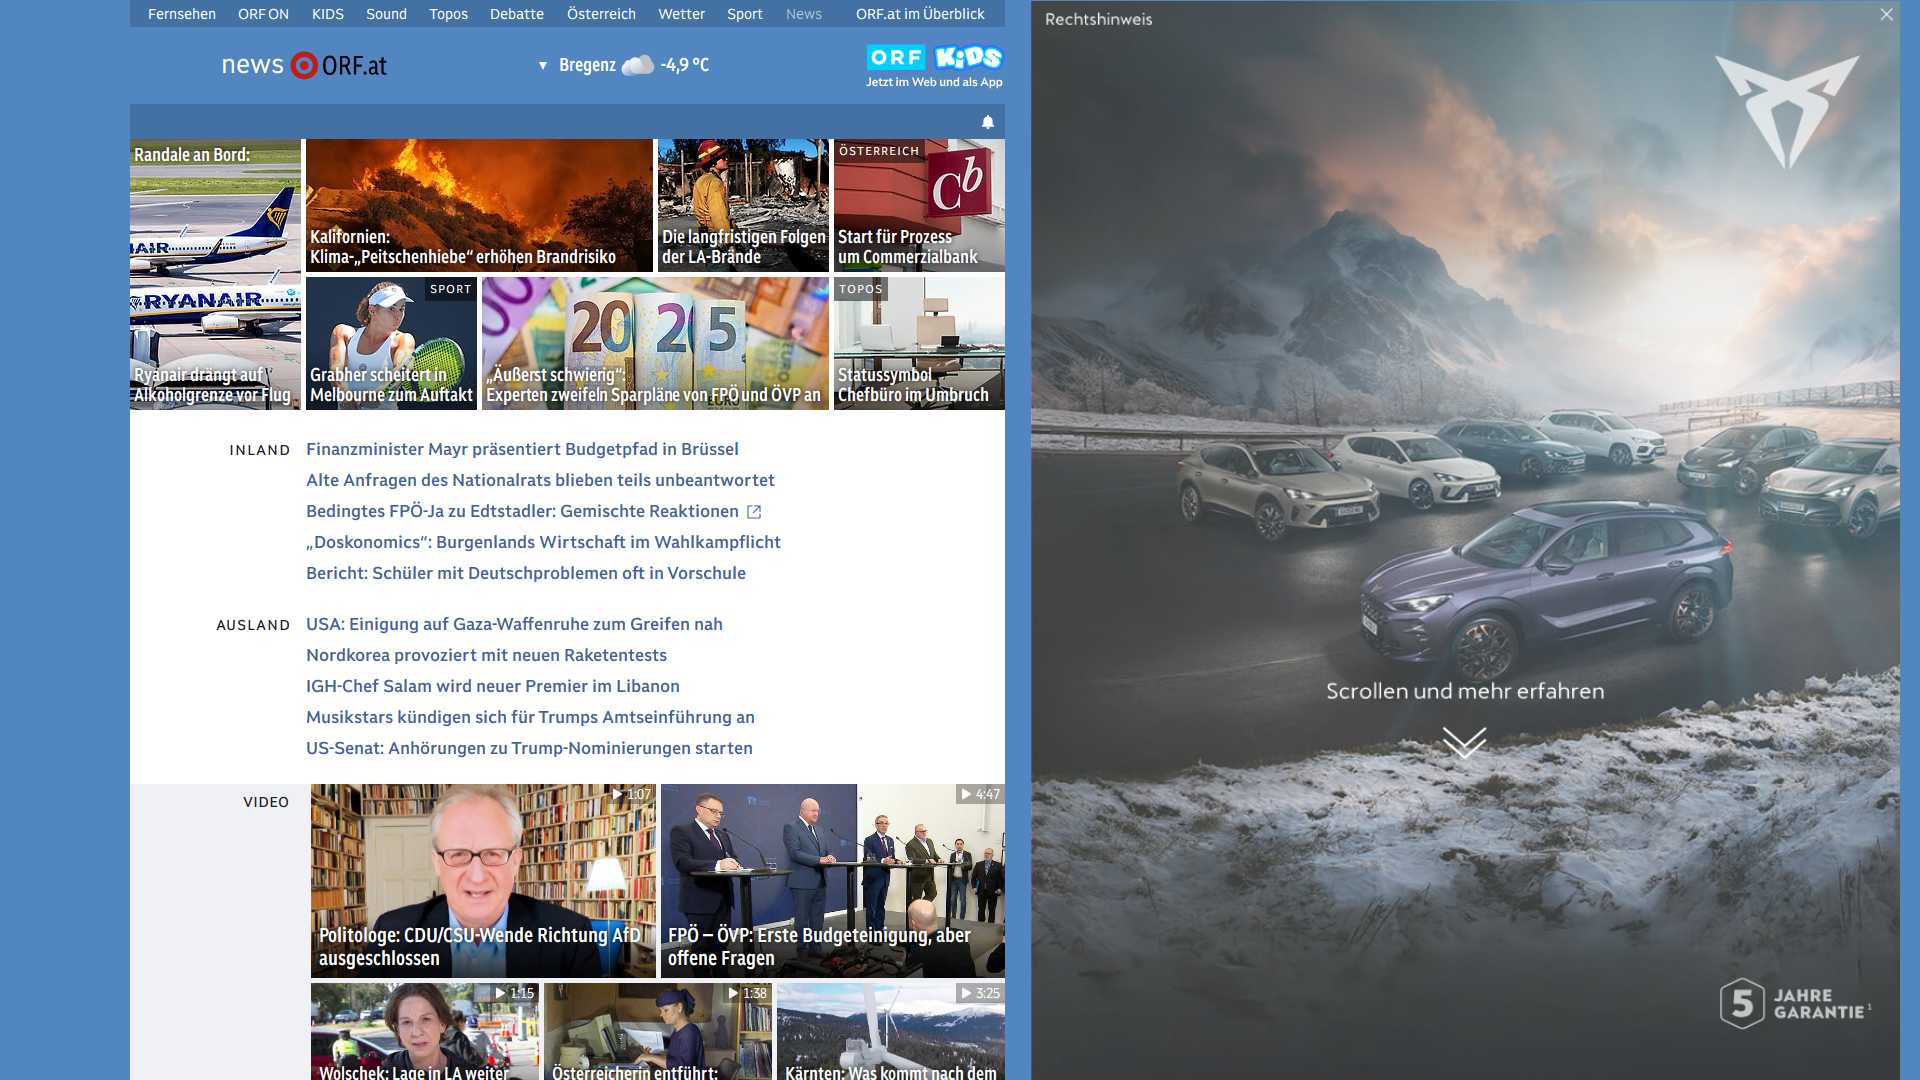 Fernsehen ORF ON KIDS Sound Topos Debatte Österreich Wetter Sport News ORF.at im Überblick
news ORF.at
▼ Bregenz -4,9 °C
ORF KIDS
Jetzt im Web und als App
Randale an Bord:
Ryanair drängt auf
Alkoholgrenze vor Flug
RYANAIR
Kalifornien:
Klima-„Peitschenhiebe“ erhöhen Brandrisiko
Die langfristigen Folgen
der LA-Brände
ÖSTERREICH
Cb
Start für Prozess
um Commerzialbank
SPORT
Grabher scheitert in
Melbourne zum Auftakt
2025
„Äußerst schwierig“:
Experten zweifeln Sparpläne von FPÖ und ÖVP an
TOPOS
Statussymbol
Chefbüro im Umbruch
INLAND
Finanzminister Mayr präsentiert Budgetpfad in Brüssel
Alte Anfragen des Nationalrats blieben teils unbeantwortet
Bedingtes FPÖ-Ja zu Edtstadler: Gemischte Reaktionen
„Doskonomics“: Burgenlands Wirtschaft im Wahlkampflicht
Bericht: Schüler mit Deutschproblemen oft in Vorschule
AUSLAND
USA: Einigung auf Gaza-Waffenruhe zum Greifen nah
Nordkorea provoziert mit neuen Raketentests
IGH-Chef Salam wird neuer Premier im Libanon
Musikstars kündigen sich für Trumps Amtseinführung an
US-Senat: Anhörungen zu Trump-Nominierungen starten
VIDEO
1:07
Politologe: CDU/CSU-Wende Richtung AfD
ausgeschlossen
4:47
FPÖ – ÖVP: Erste Budgeteinigung, aber
offene Fragen
1:15
Wolschek: Lage in LA weiter
1:38
Österreicherin entführt:
3:25
Kärnten: Was kommt nach dem
Rechtshinweis
Scrollen und mehr erfahren
5 JAHRE
GARANTIE¹